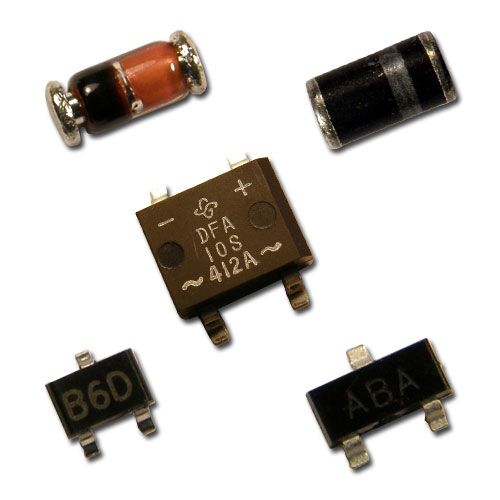 − +
DFA
10S
~ 412A ~
B6D
ABA